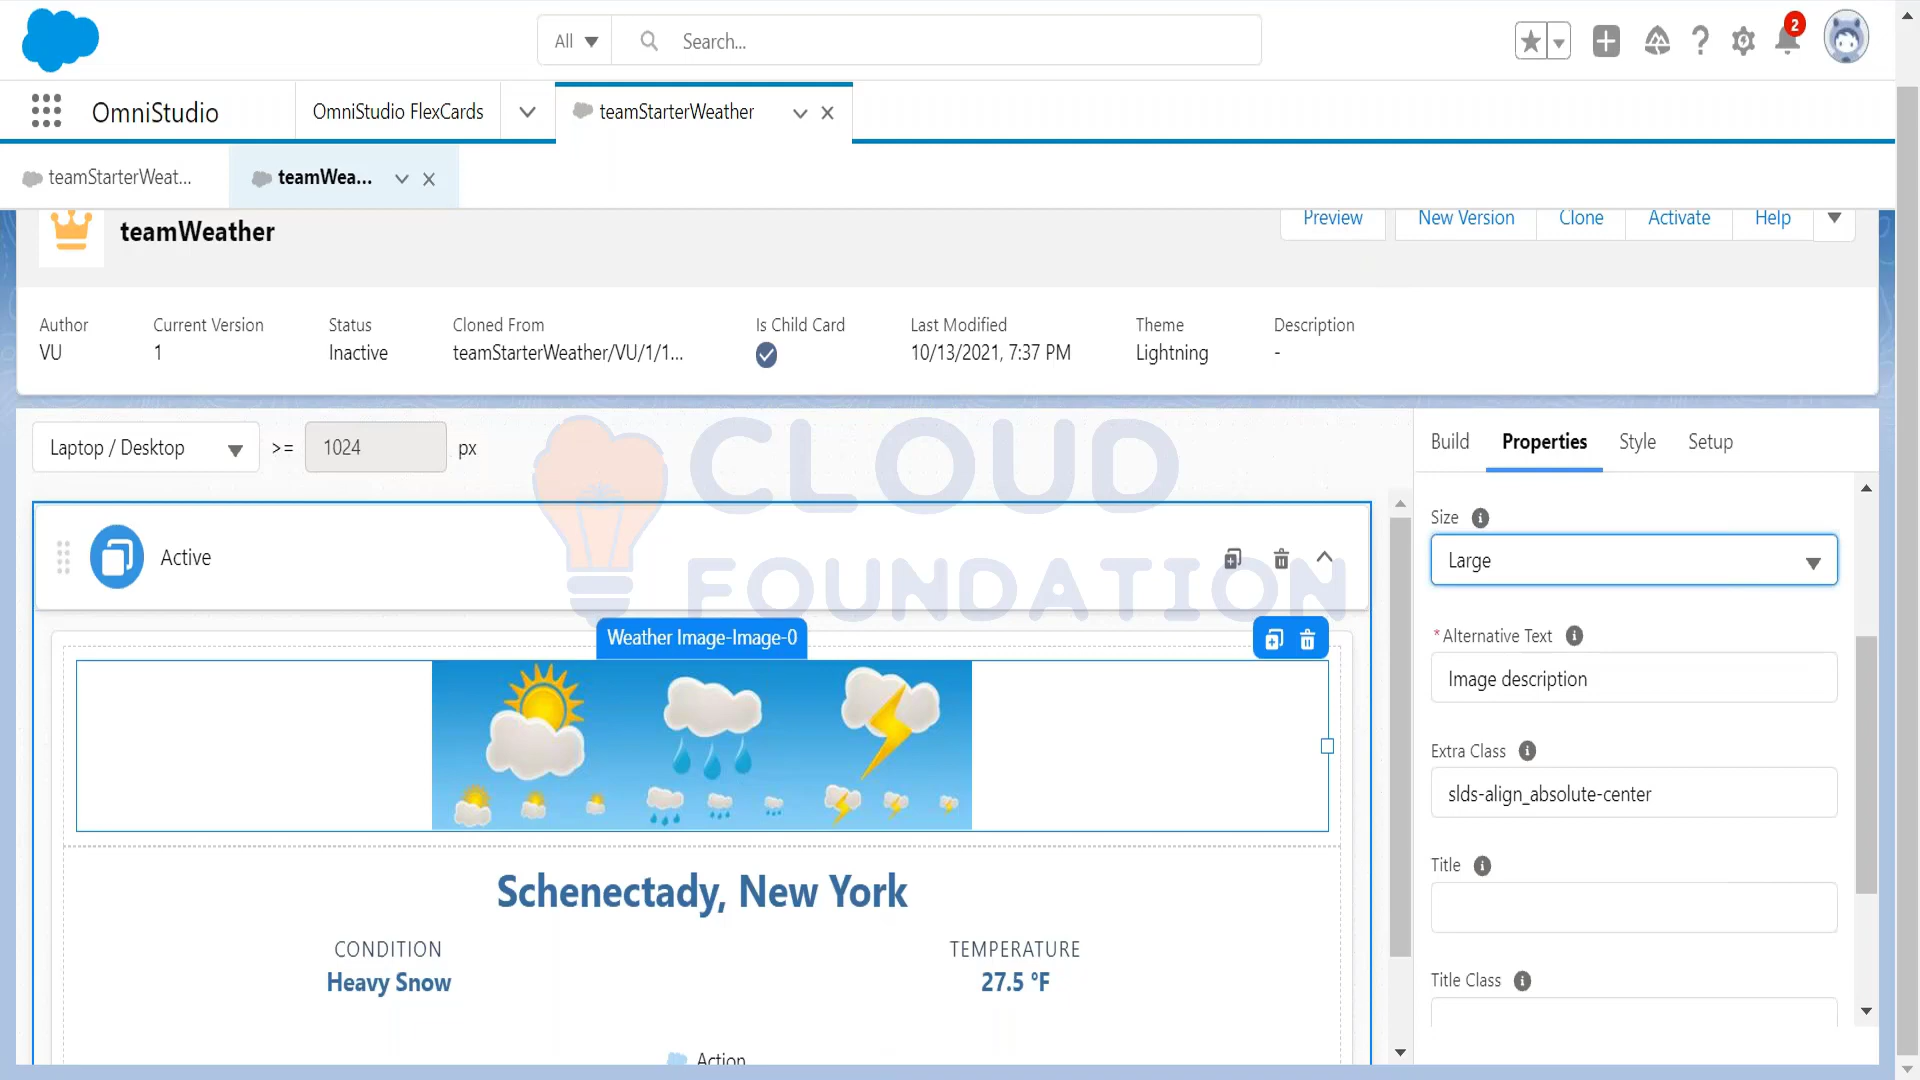 All
Search...
2
OmniStudio
OmniStudio FlexCards
teamStarterWeather
teamStarterWeat...
teamWea...
teamWeather
Preview
New Version
Clone
Activate
Help
Author
Current Version
Status
Cloned From
Is Child Card
Last Modified
Theme
Description
VU
1
Inactive
teamStarterWeather/VU/1/1...
10/13/2021, 7:37 PM
Lightning
-
Laptop / Desktop
>=
1024
px
CLOUD
FOUNDATION
Build
Properties
Style
Setup
Active
Size
Large
Weather Image-Image-0
*Alternative Text
Image description
Extra Class
slds-align_absolute-center
Title
Title Class
Schenectady, New York
CONDITION
TEMPERATURE
Heavy Snow
27.5 °F
Action